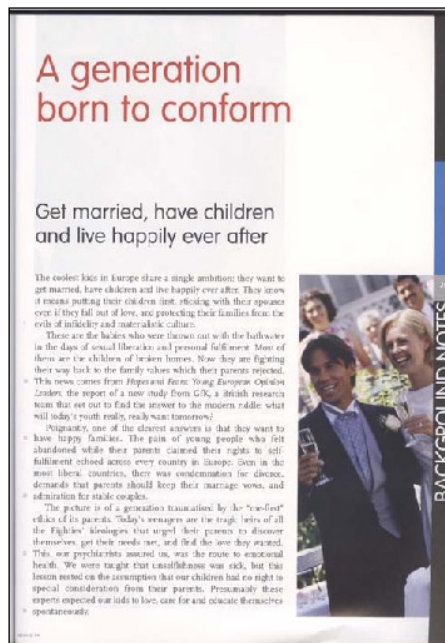 A generation
born to conform
Get married, have children
and live happily ever after
The coolest kids in Europe share a single ambition: they want to
get married, have children and live happily ever after. They know
it means putting their children first, sticking with their spouses
even if they fall out of love, and protecting their families from the
evils of infidelity and materialistic culture.
These are the babies who were thrown out with the bathwater
in the days of sexual liberation and personal fulfilment. Most of
them are the children of broken homes. Now they are fighting
their way back to the family values which their parents rejected.
This news comes from Hopes and Fears: Young European Opinion
Leaders, the report of a new study from GfK, a British research
team that set out to find the answer to the modern riddle: what
will today's youth really, really want tomorrow?
Poignantly, one of the clearest answers is that they want to
have happy families. The pain of young people who felt
abandoned while their parents claimed their rights to self-
fulfilment echoed across every country in Europe. Even in the
most liberal countries, there was condemnation for divorce,
demands that parents should keep their marriage vows, and
admiration for stable couples.
The picture is of a generation traumatised by the "me-first"
ethics of its parents. Today's teenagers are the tragic heirs of all
the Eighties' ideologies that urged their parents to discover
themselves, get their needs met, and find the love they wanted.
This, our psychiatrists assured us, was the route to emotional
health. We were taught that unselfishness was sick, but this
lesson rested on the assumption that our children had no right to
special consideration from their parents. Presumably these
experts expected our kids to love, care for and educate themselves
spontaneously.
BACKGROUND NOTES